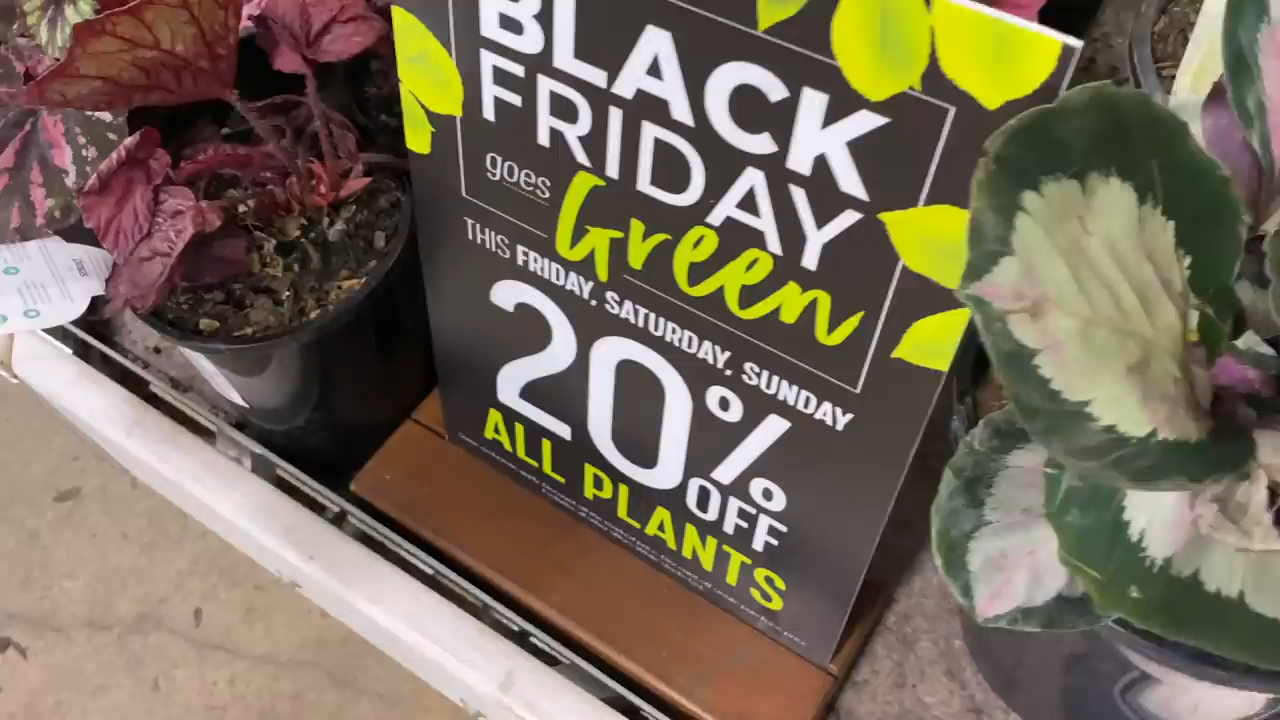 BLACK
FRIDAY
goes Green
THIS FRIDAY, SATURDAY, SUNDAY
20% OFF
ALL PLANTS